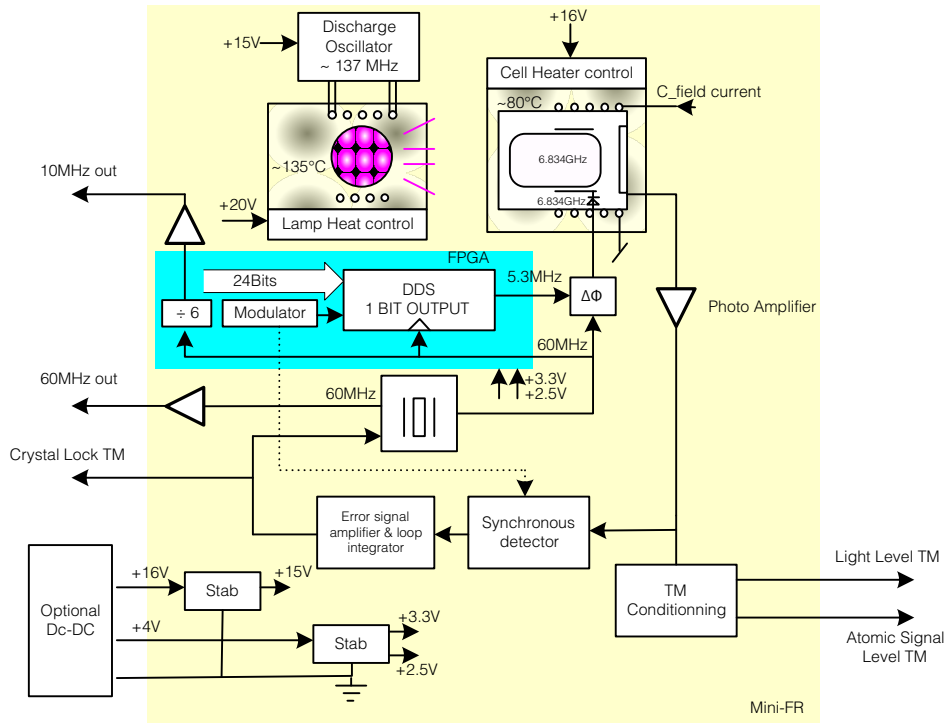 Discharge
Oscillator
~ 137 MHz
+15V
+16V
Cell Heater control
~80°C
C_field current
6.834GHz
6.834GHz
~135°C
+20V
Lamp Heat control
10MHz out
FPGA
24Bits
DDS
1 BIT OUTPUT
5.3MHz
ΔΦ
÷ 6
Modulator
Photo Amplifier
60MHz
+3.3V
+2.5V
60MHz out
60MHz
Crystal Lock TM
Error signal
amplifier & loop
integrator
Synchronous
detector
Optional
Dc-DC
+16V
Stab
+15V
+4V
Stab
+3.3V
+2.5V
TM
Conditionning
Light Level TM
Atomic Signal
Level TM
Mini-FR